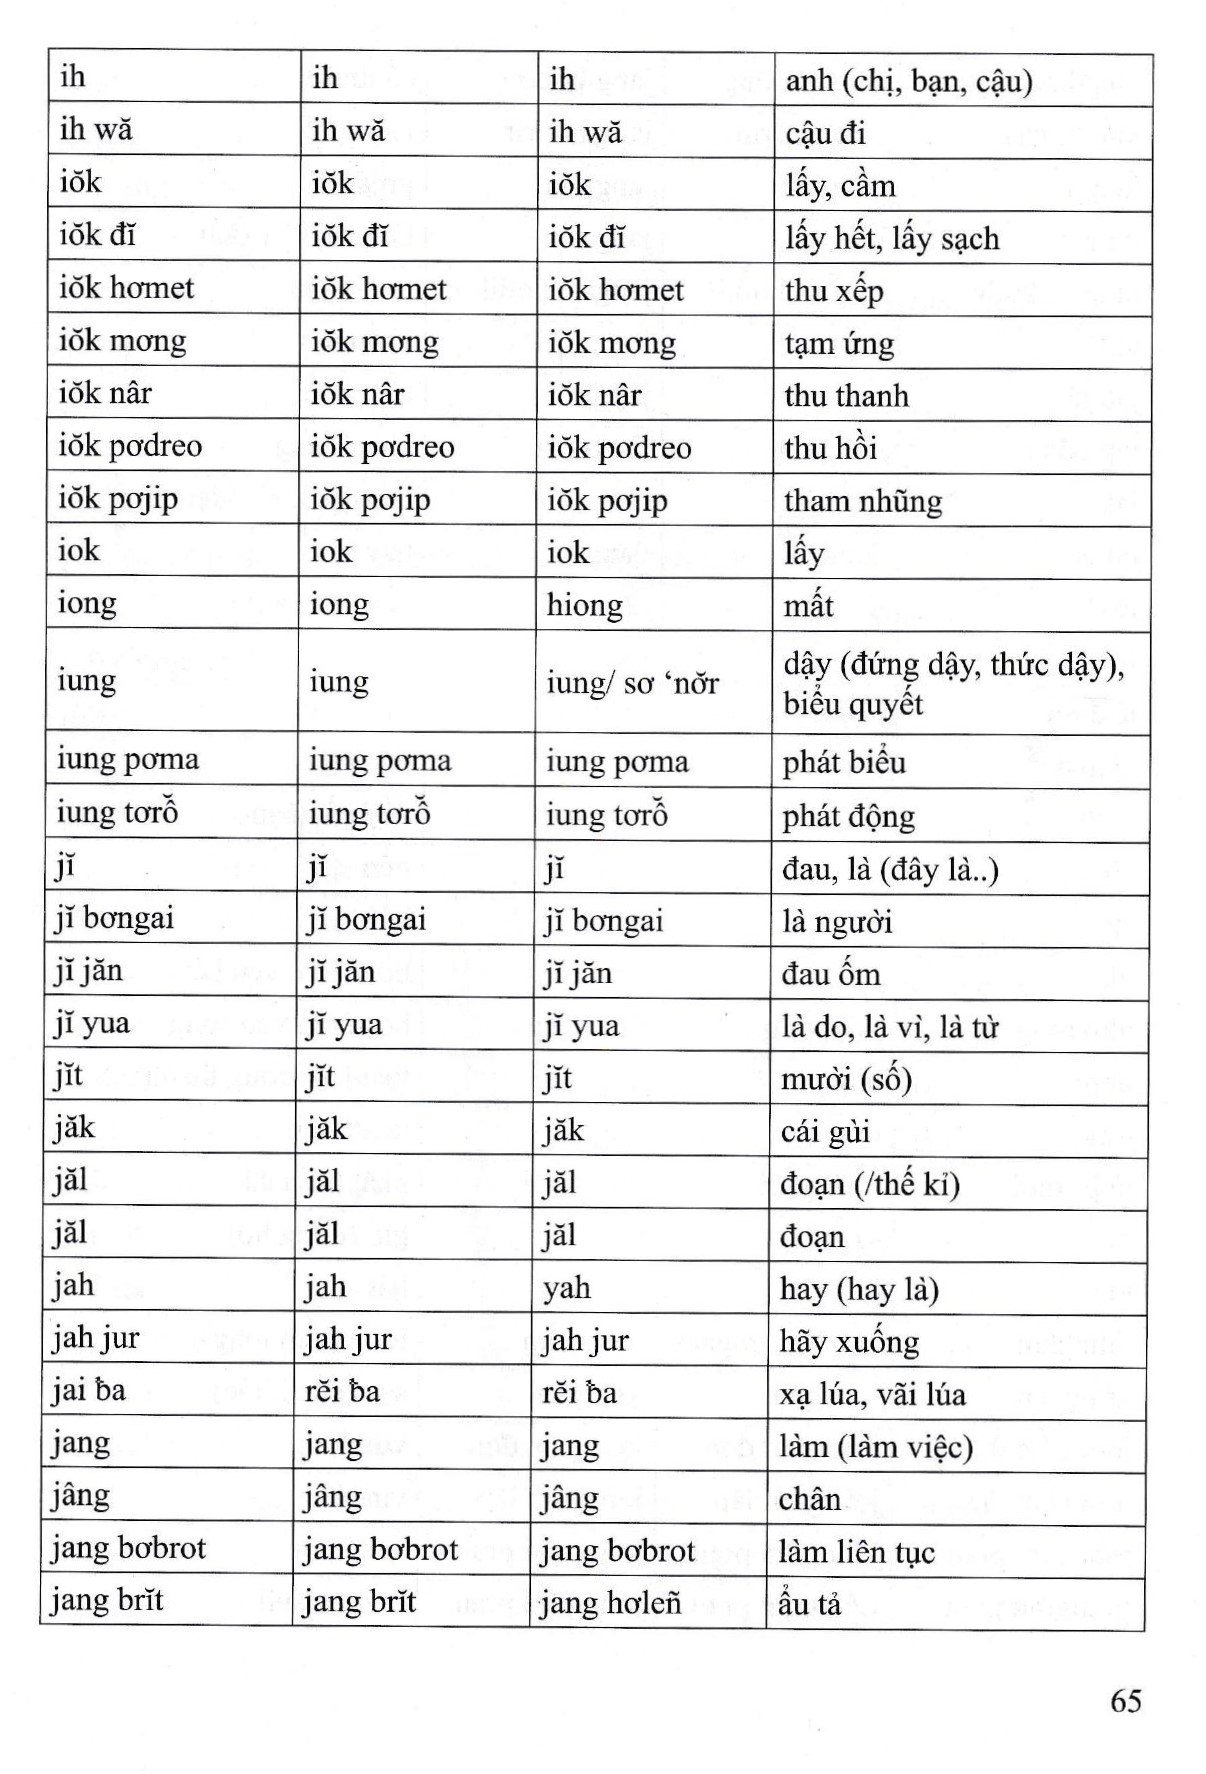 ih ih ih anh (chị, bạn, cậu)
ih wă ih wă ih wă cậu đi
iŏk iŏk iŏk lấy, cầm
iŏk đĭ iŏk đĭ iŏk đĭ lấy hết, lấy sạch
iŏk hơmet iŏk hơmet iŏk hơmet thu xếp
iŏk mơng iŏk mơng iŏk mơng tạm ứng
iŏk nâr iŏk nâr iŏk nâr thu thanh
iŏk pơdreo iŏk pơdreo iŏk pơdreo thu hồi
iŏk pơjip iŏk pơjip iŏk pơjip tham nhũng
iok iok iok lấy
iong iong hiong mất
iung iung iung/ sơ ‘nơ̆r dậy (đứng dậy, thức dậy),
biểu quyết
iung pơma iung pơma iung pơma phát biểu
iung tơrô̆ iung tơrô̆ iung tơrô̆ phát động
jĭ jĭ jĭ đau, là (đây là..)
jĭ bơngai jĭ bơngai jĭ bơngai là người
jĭ jăn jĭ jăn jĭ jăn đau ốm
jĭ yua jĭ yua jĭ yua là do, là vì, là từ
jĭt jĭt jĭt mười (số)
jăk jăk jăk cái gùi
jăl jăl jăl đoạn (/thế kỉ)
jăl jăl jăl đoạn
jah jah yah hay (hay là)
jah jur jah jur jah jur hãy xuống
jai ƀa rĕi ƀa rĕi ƀa xạ lúa, vãi lúa
jang jang jang làm (làm việc)
jâng jâng jâng chân
jang bơbrot jang bơbrot jang bơbrot làm liên tục
jang brĭt jang brĭt jang hơleñ ẩu tả
65